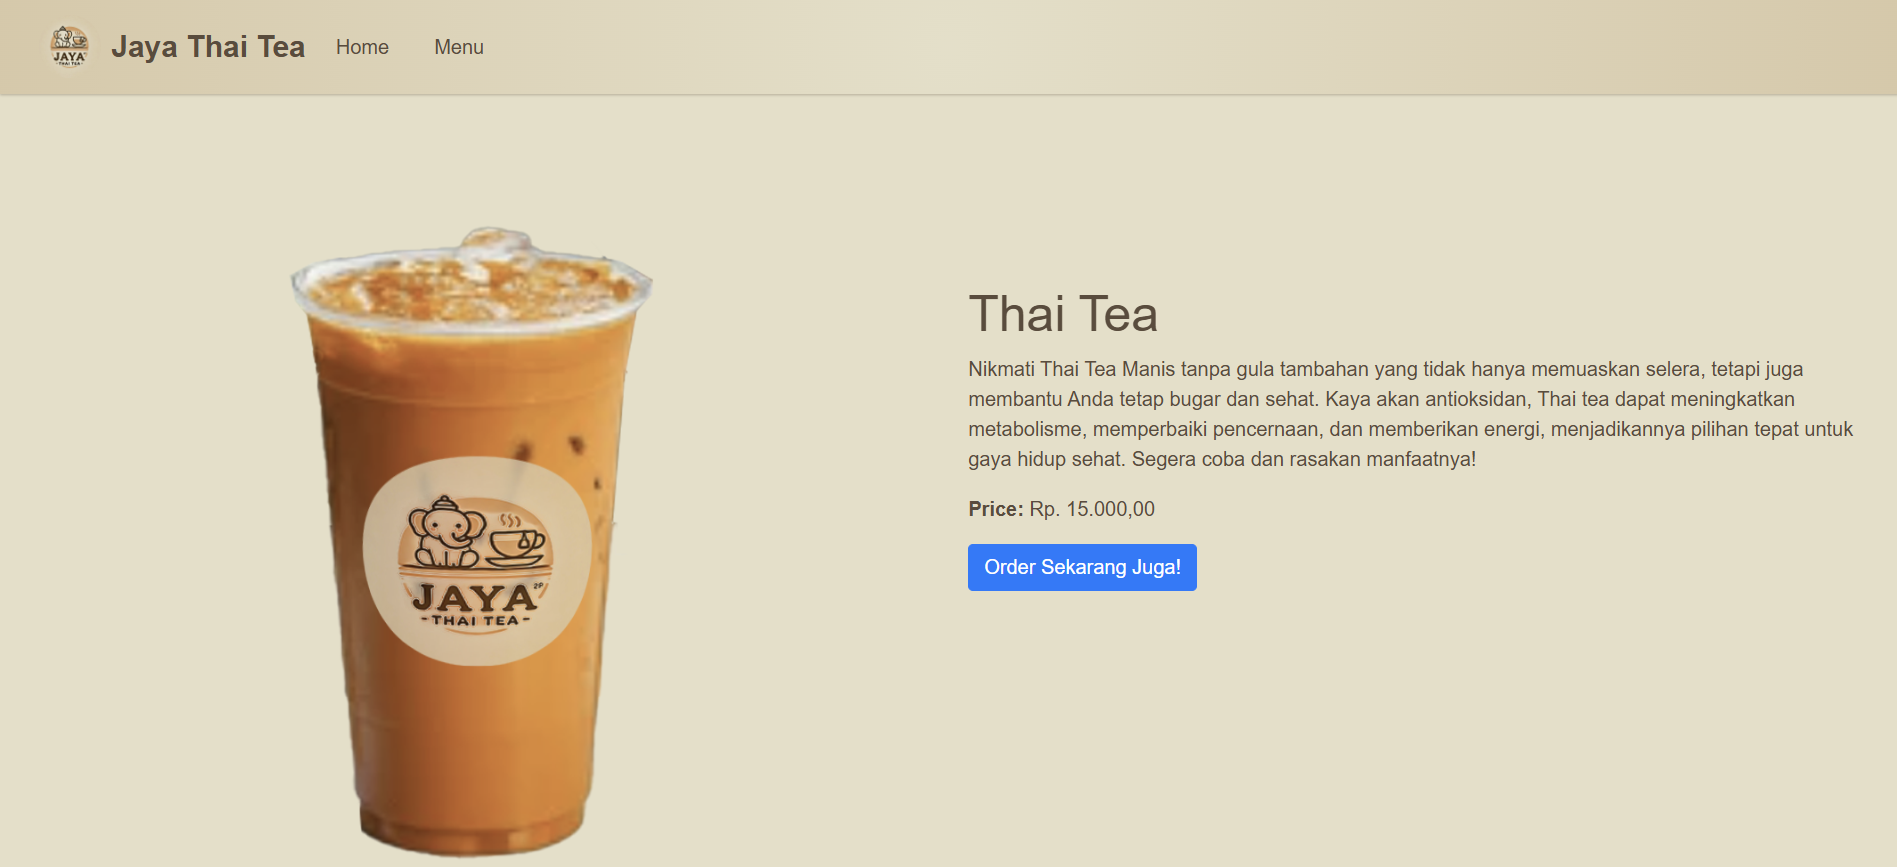 JAYA
-THAI TEA-
Jaya Thai Tea
Home
Menu
Thai Tea
Nikmati Thai Tea Manis tanpa gula tambahan yang tidak hanya memuaskan selera, tetapi juga
membantu Anda tetap bugar dan sehat. Kaya akan antioksidan, Thai tea dapat meningkatkan
metabolisme, memperbaiki pencernaan, dan memberikan energi, menjadikannya pilihan tepat untuk
gaya hidup sehat. Segera coba dan rasakan manfaatnya!
Price: Rp. 15.000,00
Order Sekarang Juga!
JAYA 2P
-THAI TEA-